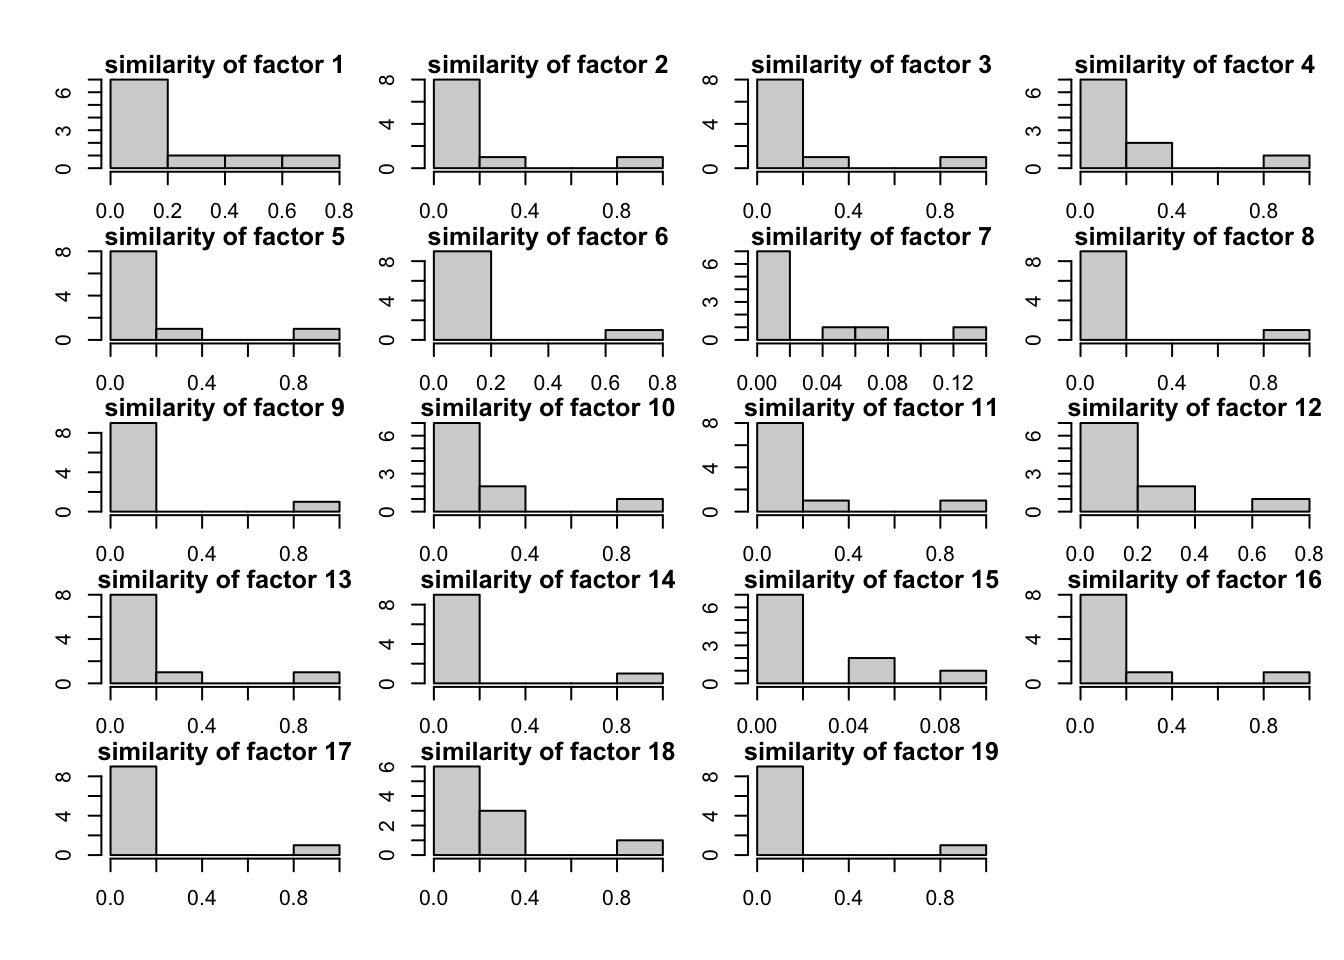 similarity of factor 1 similarity of factor 2 similarity of factor 3 similarity of factor 4
0 3 6 0 4 8 0 4 8 0 3 6
0.0 0.2 0.4 0.6 0.8 0.0 0.4 0.8 0.0 0.4 0.8 0.0 0.4 0.8
similarity of factor 5 similarity of factor 6 similarity of factor 7 similarity of factor 8
0 4 8 0 4 8 0 3 6 0 4 8
0.0 0.4 0.8 0.0 0.2 0.4 0.6 0.8 0.00 0.04 0.08 0.12 0.0 0.4 0.8
similarity of factor 9 similarity of factor 10 similarity of factor 11 similarity of factor 12
0 4 8 0 3 6 0 4 8 0 3 6
0.0 0.4 0.8 0.0 0.4 0.8 0.0 0.4 0.8 0.0 0.2 0.4 0.6 0.8
similarity of factor 13 similarity of factor 14 similarity of factor 15 similarity of factor 16
0 4 8 0 4 8 0 3 6 0 4 8
0.0 0.4 0.8 0.0 0.4 0.8 0.00 0.04 0.08 0.0 0.4 0.8
similarity of factor 17 similarity of factor 18 similarity of factor 19
0 4 8 0 2 4 6 0 4 8
0.0 0.4 0.8 0.0 0.4 0.8 0.0 0.4 0.8